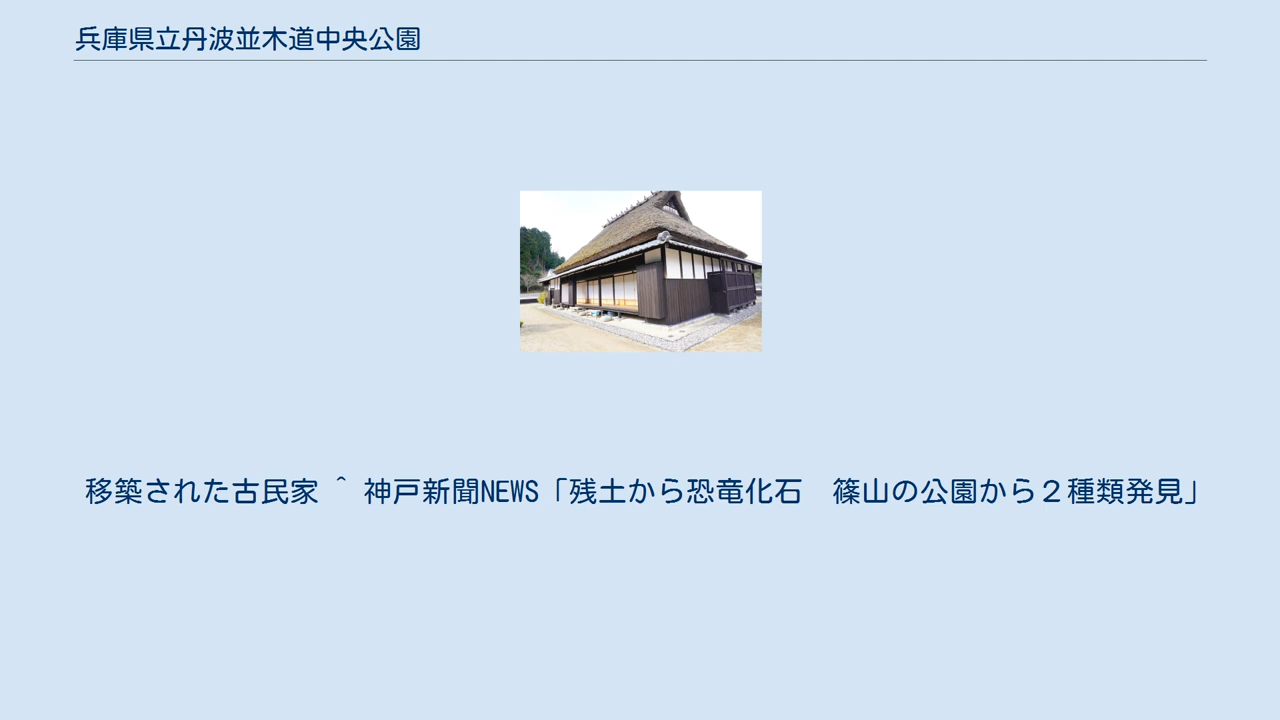 兵庫県立丹波並木道中央公園
移築された古民家 ^ 神戸新聞NEWS「残土から恐竜化石　篠山の公園から２種類発見」